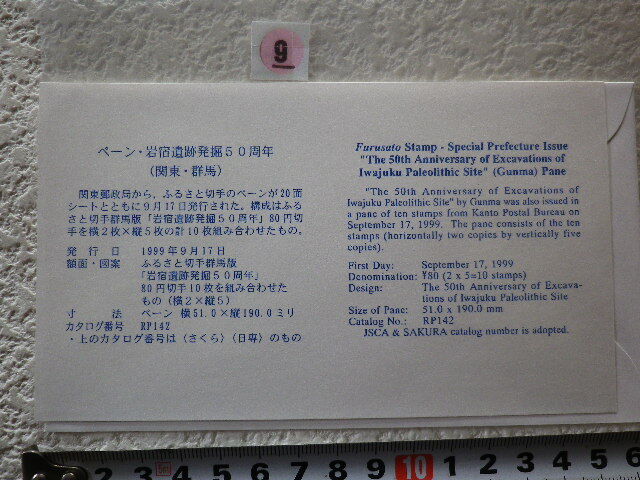 9
ペーン・岩宿遺跡発掘50周年
(関東・群馬)
関東郵政局から,ふるさと切手のペーンが20面
シートとともに9月17日発行された。構成はふる
さと切手群馬版「岩宿遺跡発掘50周年」80円切
手を横2枚×縦5枚の計10枚組み合わせたもの。
発行日 1999年9月17日
額面・図案 ふるさと切手群馬版
「岩宿遺跡発掘50周年」
80円切手10枚を組み合わせた
もの(横2×縦5)
寸法 ペーン 横51.0×縦190.0ミリ
カタログ番号 RP142
・上のカタログ番号は〈さくら〉〈日専〉のもの
Furusato Stamp - Special Prefecture Issue
"The 50th Anniversary of Excavations of
Iwajuku Paleolithic Site" (Gunma) Pane
"The 50th Anniversary of Excavations of
Iwajuku Paleolithic Site" by Gunma was also issued in
a pane of ten stamps from Kanto Postal Bureau on
September 17, 1999. The pane consists of the ten
stamps (horizontally two copies by vertically five
copies).
First Day: September 17, 1999
Denomination: ¥80 (2 x 5=10 stamps)
Design: The 50th Anniversary of Excava-
tions of Iwajuku Paleolithic Site
Size of Pane: 51.0 x 190.0 mm
Catalog No.: RP142
JSCA & SAKURA catalog number is adopted.
2 3 4 5 6 7 8 9 10 1 2 3 4 5